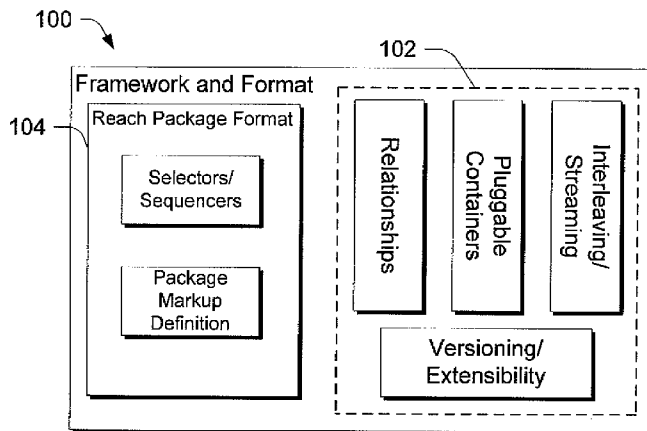 100
102
Framework and Format
104
Reach Package Format
Selectors/
Sequencers
Package
Markup
Definition
Relationships
Pluggable
Containers
Interleaving/
Streaming
Versioning/
Extensibility